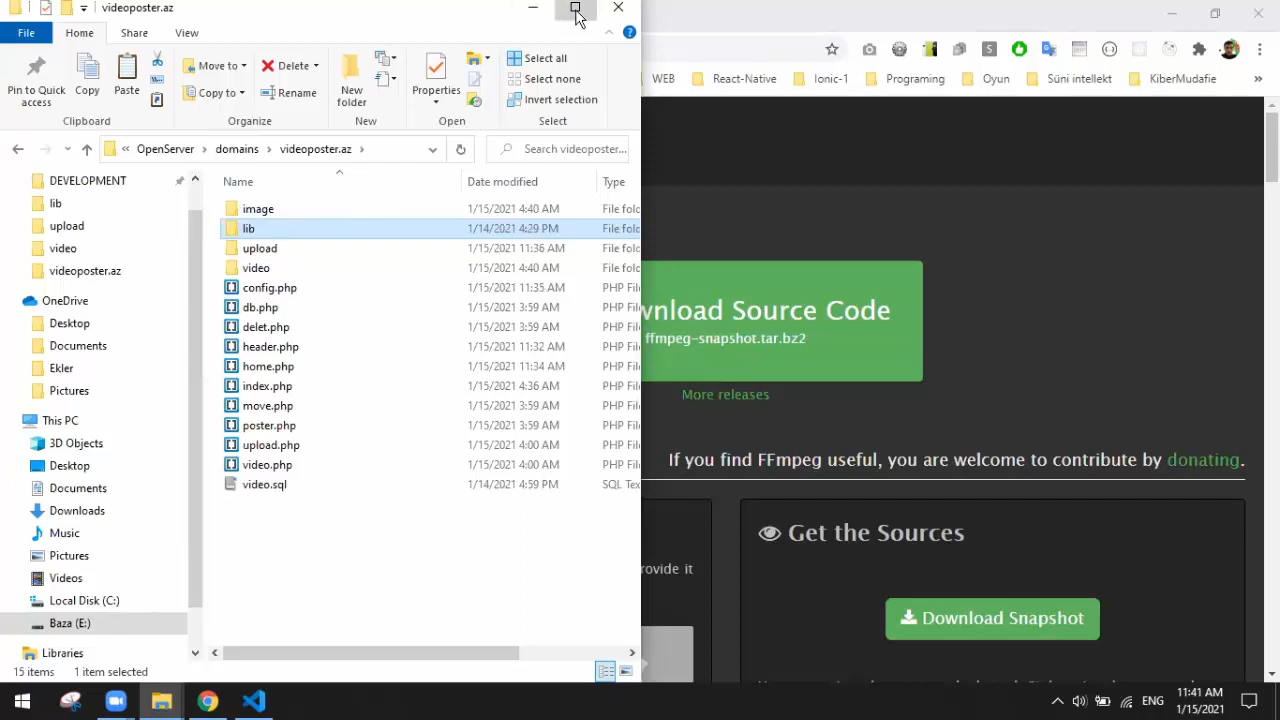 videoposter.az
File
Home
Share
View
Pin to Quick access
Copy
Paste
Clipboard
Move to
Copy to
Delete
Rename
Organize
New folder
New
Properties
Open
Select all
Select none
Invert selection
Select
« OpenServer › domains › videoposter.az ›
Search videoposter...
DEVELOPMENT
lib
upload
video
videoposter.az
OneDrive
Desktop
Documents
Ekler
Pictures
This PC
3D Objects
Desktop
Documents
Downloads
Music
Pictures
Videos
Local Disk (C:)
Baza (E:)
Libraries
Name Date modified Type
image 1/15/2021 4:40 AM File fold
lib 1/14/2021 4:29 PM File fold
upload 1/15/2021 11:36 AM File fold
video 1/15/2021 4:40 AM File fold
config.php 1/15/2021 11:35 AM PHP Fil
db.php 1/15/2021 3:59 AM PHP Fil
delet.php 1/15/2021 3:59 AM PHP Fil
header.php 1/15/2021 11:32 AM PHP Fil
home.php 1/15/2021 11:34 AM PHP Fil
index.php 1/15/2021 4:36 AM PHP Fil
move.php 1/15/2021 3:59 AM PHP Fil
poster.php 1/15/2021 3:59 AM PHP Fil
upload.php 1/15/2021 4:00 AM PHP Fil
video.php 1/15/2021 4:00 AM PHP Fil
video.sql 1/14/2021 4:59 PM SQL Tex
15 items 1 item selected
WEB
React-Native
Ionic-1
Programing
Oyun
Süni intellekt
KiberMudafie
»
wnload Source Code
ffmpeg-snapshot.tar.bz2
More releases
If you find FFmpeg useful, you are welcome to contribute by donating.
rovide it
Get the Sources
Download Snapshot
ENG
11:41 AM
1/15/2021